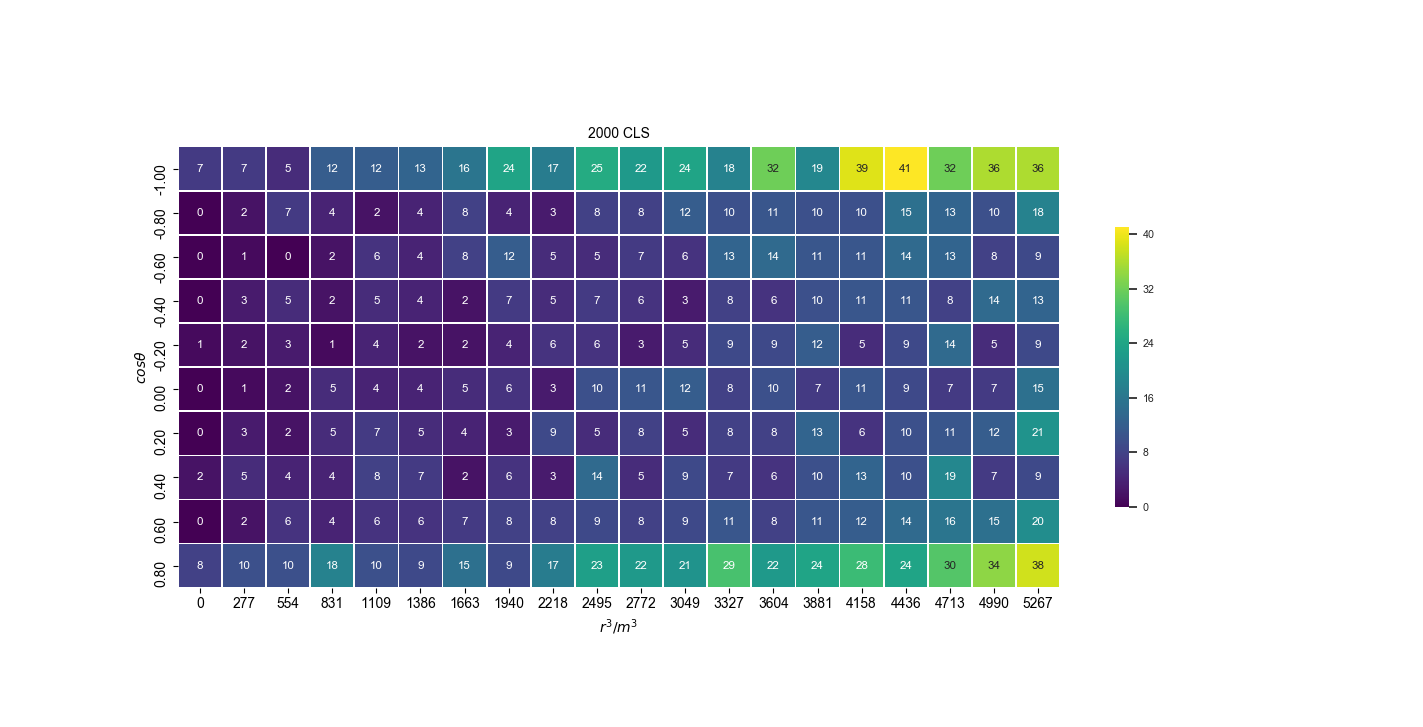 2000 CLS
-1.00 7 7 5 12 12 13 16 24 17 25 22 24 18 32 19 39 41 32 36 36
-0.80 0 2 7 4 2 4 8 4 3 8 8 12 10 11 10 10 15 13 10 18
-0.60 0 1 0 2 6 4 8 12 5 5 7 6 13 14 11 11 14 13 8 9
-0.40 0 3 5 2 5 4 2 7 5 7 6 3 8 6 10 11 11 8 14 13
-0.20 1 2 3 1 4 2 2 4 6 6 3 5 9 9 12 5 9 14 5 9
0.00 0 1 2 5 4 4 5 6 3 10 11 12 8 10 7 11 9 7 7 15
0.20 0 3 2 5 7 5 4 3 9 5 8 5 8 8 13 6 10 11 12 21
0.40 2 5 4 4 8 7 2 6 3 14 5 9 7 6 10 13 10 19 7 9
0.60 0 2 6 4 6 6 7 8 8 9 8 9 11 8 11 12 14 16 15 20
0.80 8 10 10 18 10 9 15 9 17 23 22 21 29 22 24 28 24 30 34 38
0 277 554 831 1109 1386 1663 1940 2218 2495 2772 3049 3327 3604 3881 4158 4436 4713 4990 5267
r³/m³
cosθ
40
32
24
16
8
0